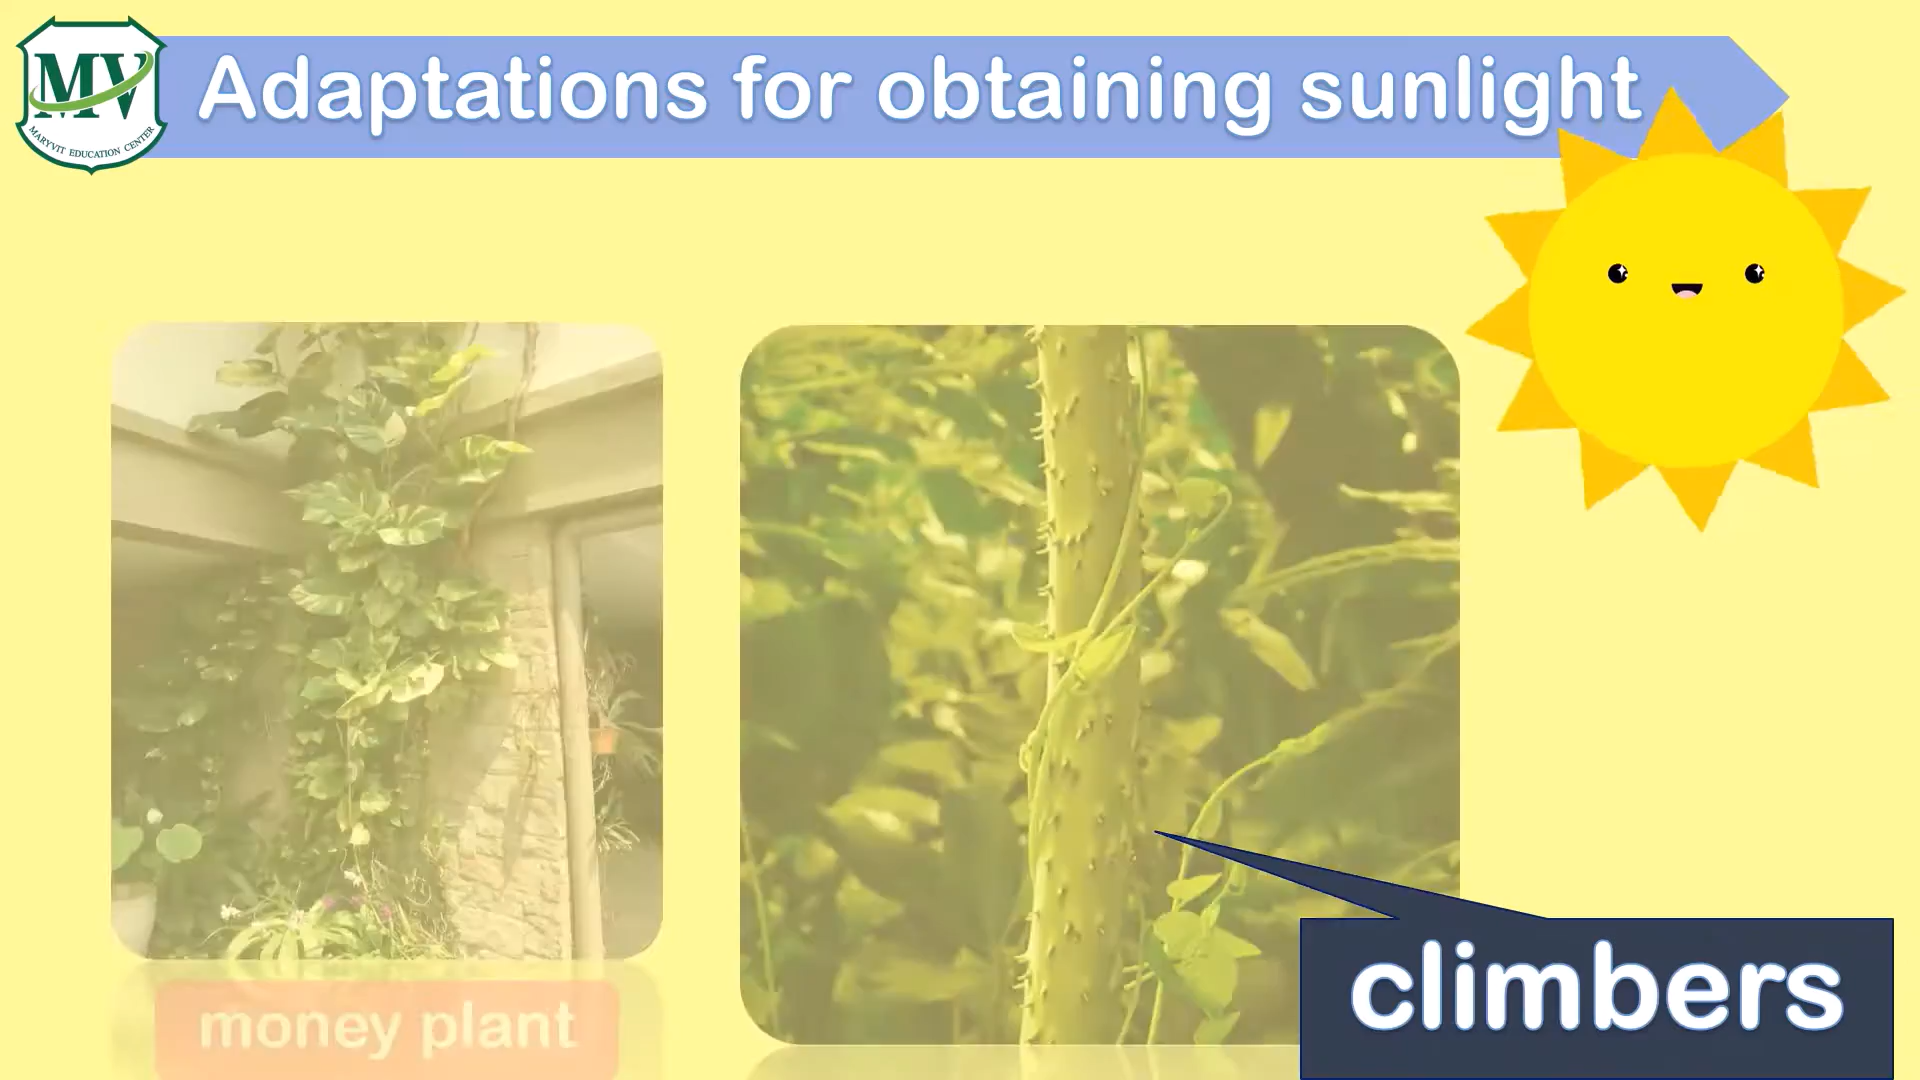 MV
MARYVIT EDUCATION CENTER
Adaptations for obtaining sunlight
money plant
climbers